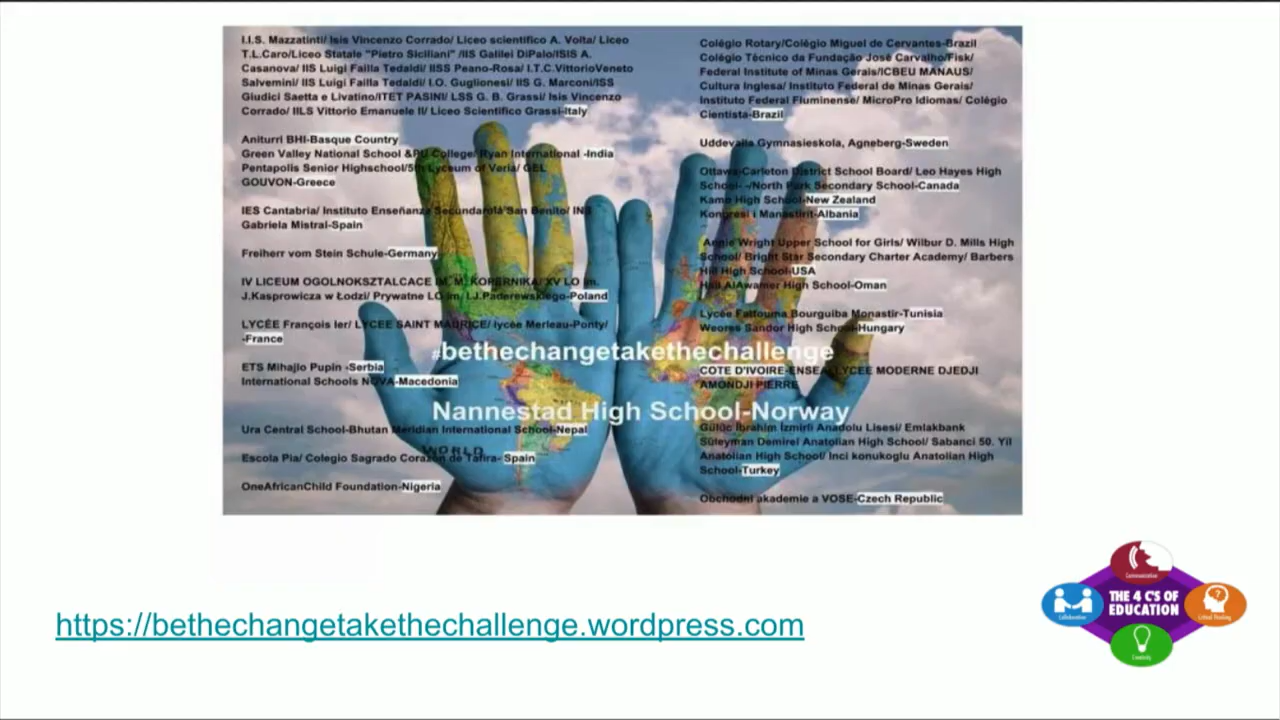 I.I.S. Mazzatinti/ Isis Vincenzo Corrado/ Liceo scientifico A. Volta/ Liceo
T.L.Caro/Liceo Statale "Pietro Siciliani" /IIS Galilei DiPalo/ISIS A.
Casanova/ IIS Luigi Failla Tedaldi/ IISS Peano-Rosa/ I.T.C.VittorioVeneto
Salvemini/ IIS Luigi Failla Tedaldi/ I.O. Guglionesi/ IIS G. Marconi/ISS
Giudici Saetta e Livatino/ITET PASINI/ LSS G. B. Grassi/ Isis Vincenzo
Corrado/ IILS Vittorio Emanuele II/ Liceo Scientifico Grassi-Italy
Aniturri BHI-Basque Country
Green Valley National School &PU College/ Ryan International -India
Pentapolis Senior Highschool/5th Lyceum of Veria/ GEL
GOUVON-Greece
IES Cantabria/ Instituto Enseñanza Secundaria San Benito/ INS
Gabriela Mistral-Spain
Freiherr vom Stein Schule-Germany
IV LICEUM OGOLNOKSZTALCACE IM. M. KOPERNIKA/ XV LO im.
J.Kasprowicza w Łodzi/ Prywatne LO im. I.J.Paderewskiego-Poland
LYCÉE François Ier/ LYCEE SAINT MAURICE/ lycée Merleau-Ponty/
-France
ETS Mihajlo Pupin -Serbia
International Schools NOVA-Macedonia
Ura Central School-Bhutan Meridian International School-Nepal
WORLD
Escola Pia/ Colegio Sagrado Corazon de Tafira- Spain
OneAfricanChild Foundation-Nigeria
Colégio Rotary/Colégio Miguel de Cervantes-Brazil
Colégio Técnico da Fundação José Carvalho/Fisk/
Federal Institute of Minas Gerais/ICBEU MANAUS/
Cultura Inglesa/ Instituto Federal de Minas Gerais/
Instituto Federal Fluminense/ MicroPro Idiomas/ Colégio
Cientista-Brazil
Uddevalla Gymnasieskola, Agneberg-Sweden
Ottawa-Carleton District School Board/ Leo Hayes High
School- -/North Park Secondary School-Canada
Kamo High School-New Zealand
Kongresi i Manastirit-Albania
Annie Wright Upper School for Girls/ Wilbur D. Mills High
School/ Bright Star Secondary Charter Academy/ Barbers
Hill High School-USA
Hail AlAwamer High School-Oman
Lycée Fattouma Bourguiba Monastir-Tunisia
Weores Sandor High School-Hungary
#bethechangetakethechallenge
COTE D'IVOIRE-ENSEA/LYCEE MODERNE DJEDJI
AMONDJI PIERRE
Nannestad High School-Norway
Gülüç İbrahim İzmirli Anadolu Lisesi/ Emlakbank
Süleyman Demirel Anatolian High School/ Sabanci 50. Yil
Anatolian High School/ Inci konukoglu Anatolian High
School-Turkey
Obchodni akademie a VOSE-Czech Republic
https://bethechangetakethechallenge.wordpress.com
Communication
THE 4 C'S OF
EDUCATION
Collaboration
Critical Thinking
Creativity